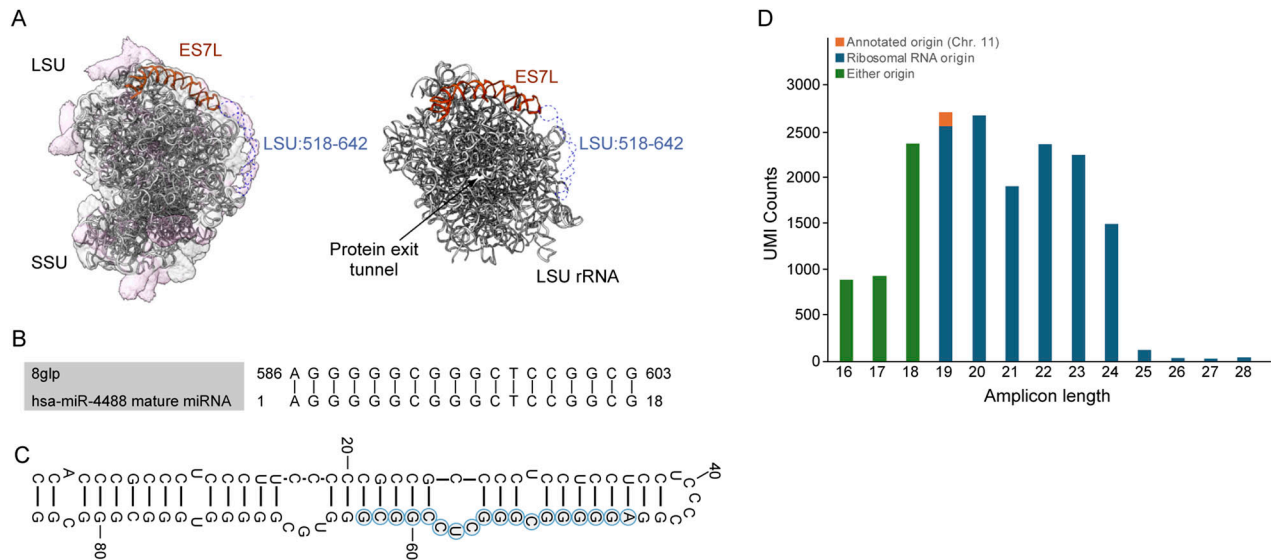 A
LSU
SSU
ES7L
LSU:518-642
Protein exit
tunnel
ES7L
LSU:518-642
LSU rRNA
B
8glp 586 A G G G G G C G G G C T C C G G C G 603
hsa-miR-4488 mature miRNA 1 A G G G G G C G G G C T C C G G C G 18
C
20
40
G C G G C C U C G G G C G G G G G A
80
60
D
UMI Counts
Annotated origin (Chr. 11)
Ribosomal RNA origin
Either origin
3000
2500
2000
1500
1000
500
0
16 17 18 19 20 21 22 23 24 25 26 27 28
Amplicon length